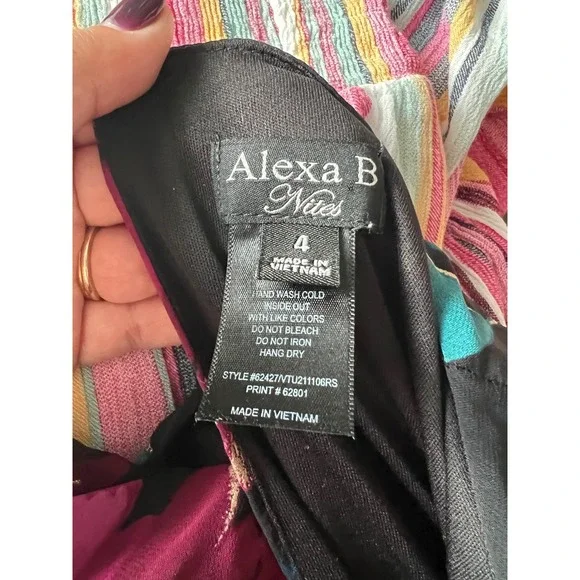 Alexa B
Nites
4
MADE IN
VIETNAM
HAND WASH COLD
INSIDE OUT
WITH LIKE COLORS
DO NOT BLEACH
DO NOT IRON
HANG DRY
STYLE #62427/VTU211106RS
PRINT # 62801
MADE IN VIETNAM